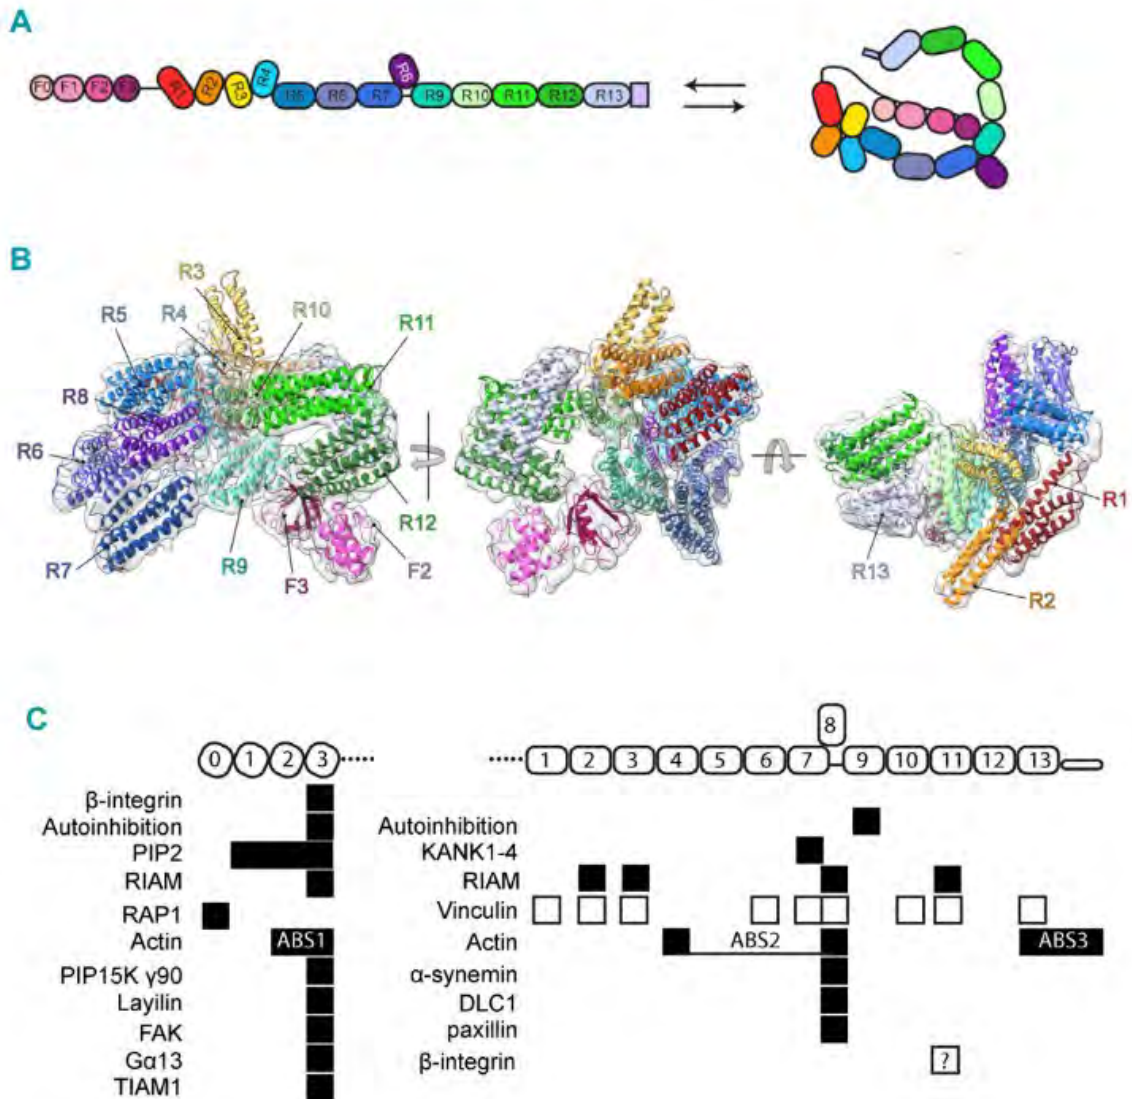 A
F0 F1 F2 F3 R1 R2 R3 R4 R5 R6 R7 R8 R9 R10 R11 R12 R13
B
R3
R5 R4 R10 R11
R8
R6
R12 R1
R13
R7 R9 F3 F2
R2
C
8
0 1 2 3 ...... ...... 1 2 3 4 5 6 7 9 10 11 12 13
β-integrin
Autoinhibition
PIP2
RIAM
RAP1
Actin ABS1
PIP15K γ90
Layilin
FAK
Gα13
TIAM1
Autoinhibition
KANK1-4
RIAM
Vinculin
Actin ABS2 ABS3
α-synemin
DLC1
paxillin
β-integrin ?